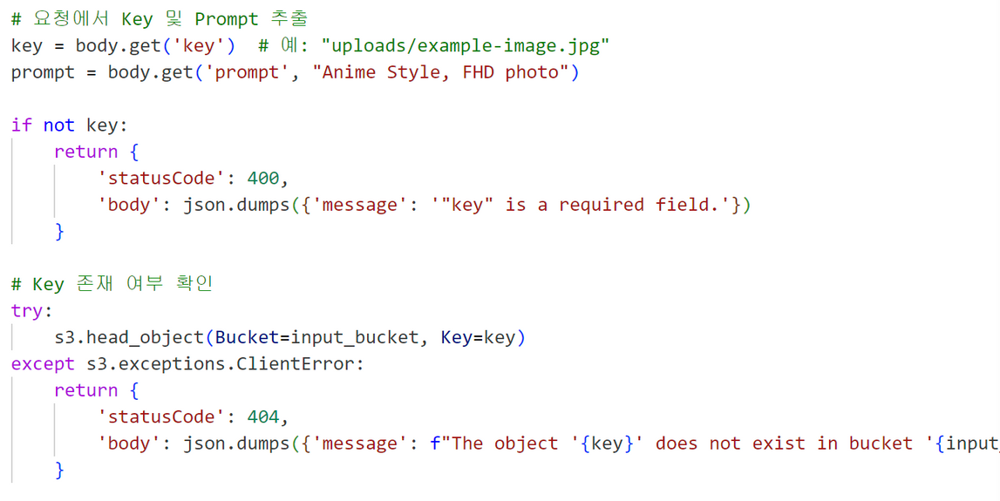 # 요청에서 Key 및 Prompt 추출
key = body.get('key')  # 예: "uploads/example-image.jpg"
prompt = body.get('prompt', "Anime Style, FHD photo")
if not key:
    return {
        'statusCode': 400,
        'body': json.dumps({'message': '"key" is a required field.'})
    }
# Key 존재 여부 확인
try:
    s3.head_object(Bucket=input_bucket, Key=key)
except s3.exceptions.ClientError:
    return {
        'statusCode': 404,
        'body': json.dumps({'message': f"The object '{key}' does not exist in bucket '{input_
    }